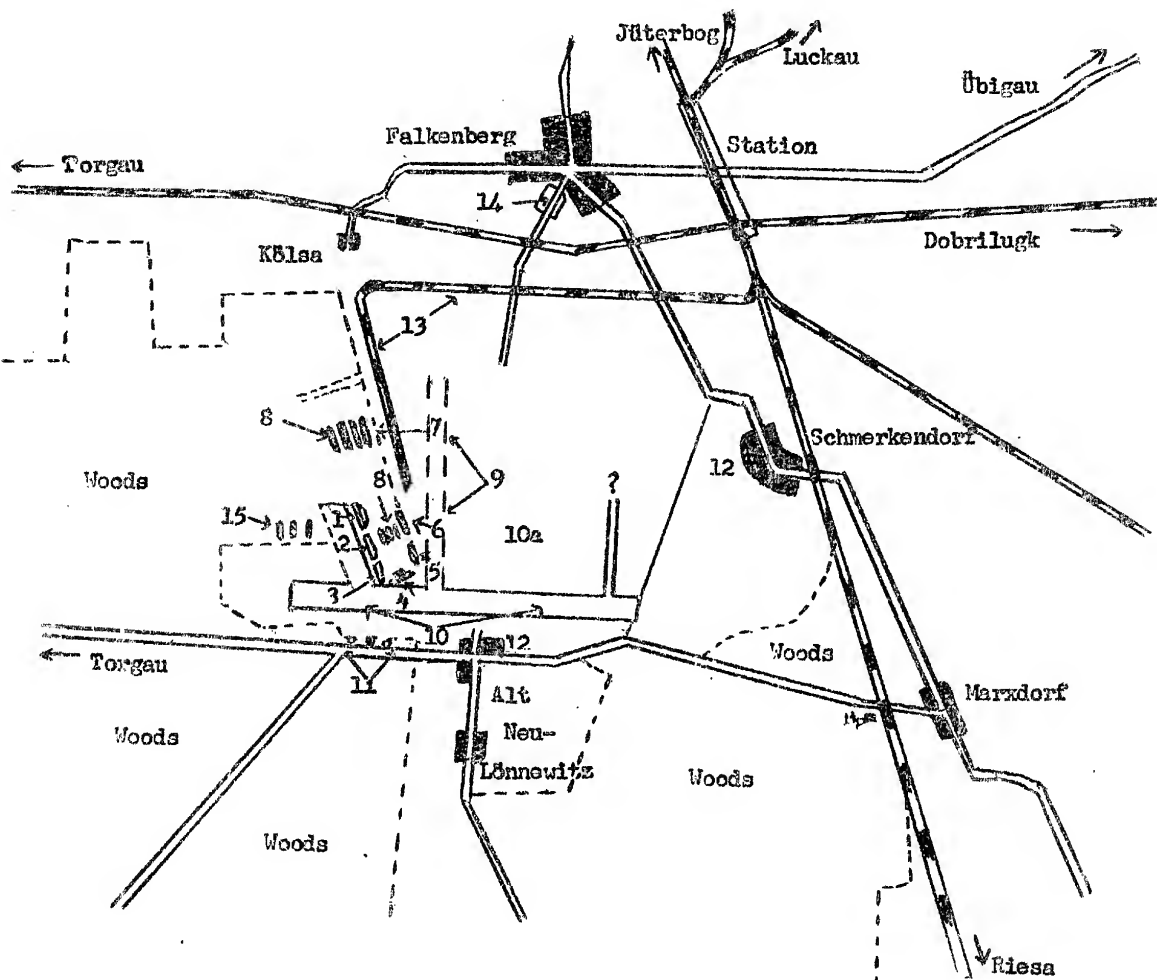 Jüterbog
Luckau
Übigau
Falkenberg
Station
← Torgau
14
Kölsa
Dobrilugk
13
8
7
9
Schmerkendorf
12
8
?
Woods
15
1
6
10a
2
5
3
4
10
12
Woods
← Torgau
11
Alt
Marxdorf
Woods
Neu-
Lönnewitz
Woods
Woods
Riesa